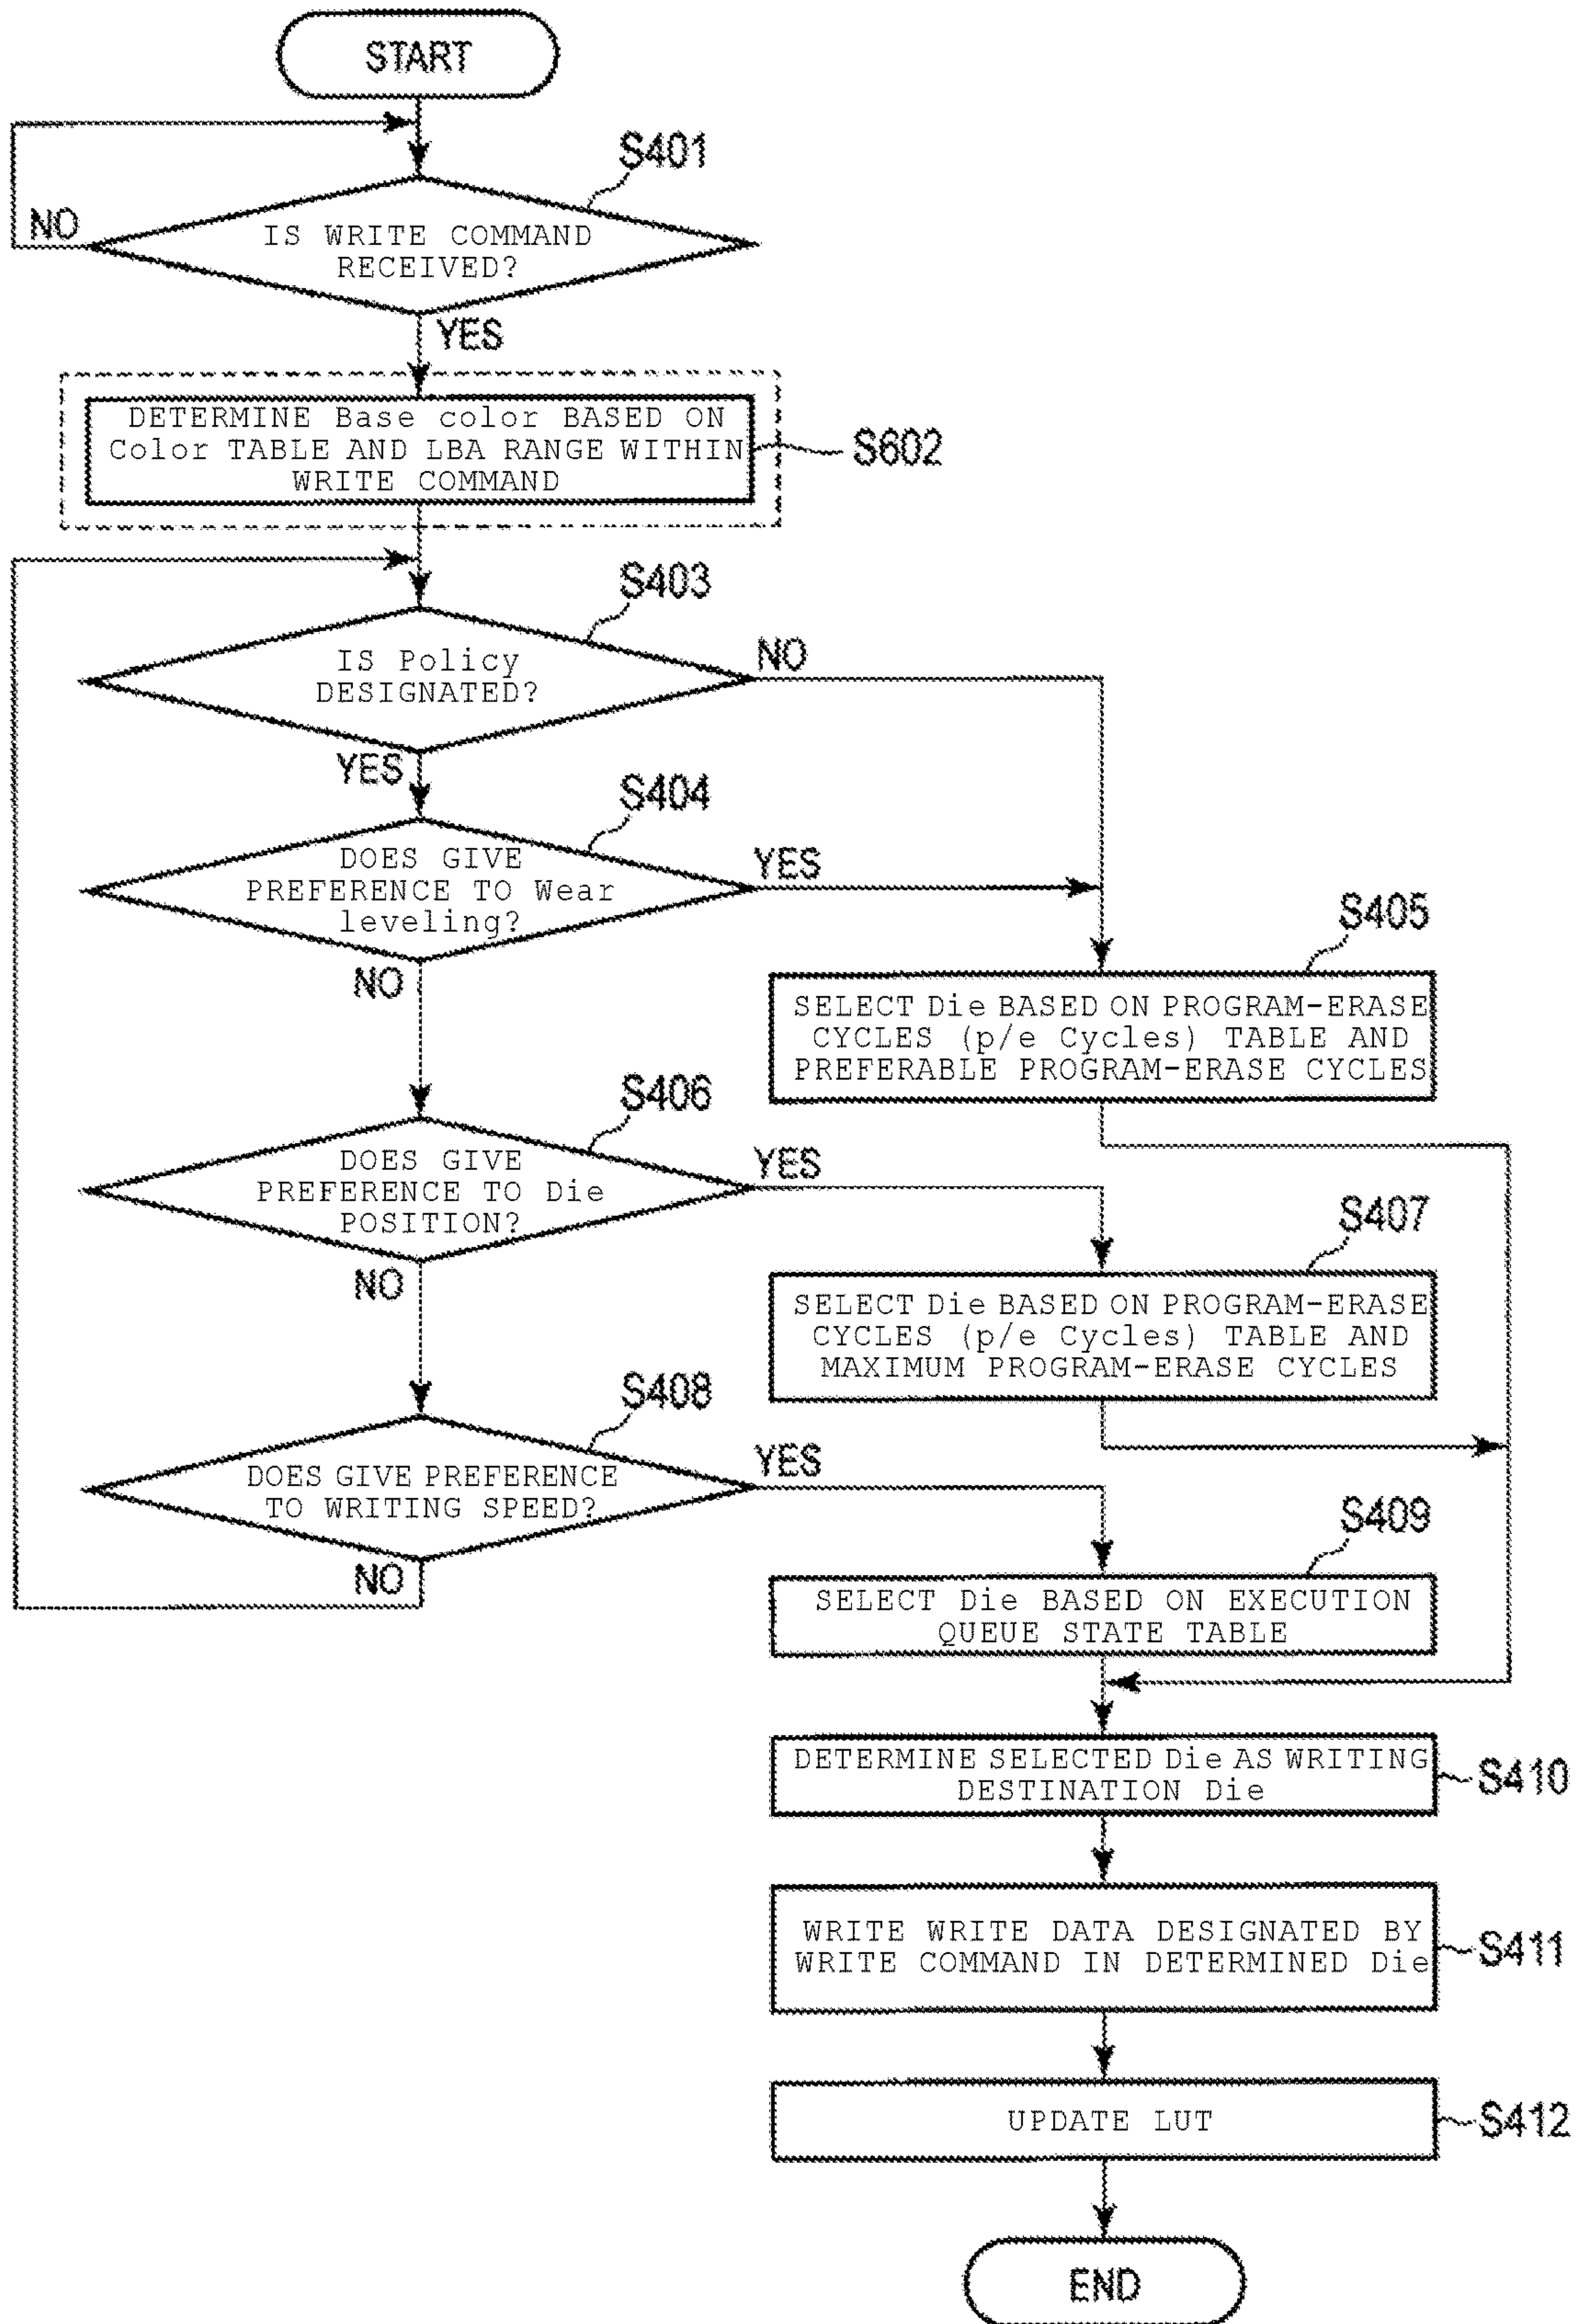 START
S401
NO
IS WRITE COMMAND
RECEIVED?
YES
DETERMINE Base color BASED ON
Color TABLE AND LBA RANGE WITHIN
WRITE COMMAND
S602
S403
IS Policy
DESIGNATED?
NO
YES
S404
DOES GIVE
PREFERENCE TO Wear
leveling?
YES
NO
S405
SELECT Die BASED ON PROGRAM-ERASE
CYCLES (p/e Cycles) TABLE AND
PREFERABLE PROGRAM-ERASE CYCLES
S406
DOES GIVE
PREFERENCE TO Die
POSITION?
YES
NO
S407
SELECT Die BASED ON PROGRAM-ERASE
CYCLES (p/e Cycles) TABLE AND
MAXIMUM PROGRAM-ERASE CYCLES
S408
DOES GIVE PREFERENCE
TO WRITING SPEED?
YES
NO
S409
SELECT Die BASED ON EXECUTION
QUEUE STATE TABLE
DETERMINE SELECTED Die AS WRITING
DESTINATION Die
S410
WRITE WRITE DATA DESIGNATED BY
WRITE COMMAND IN DETERMINED Die
S411
UPDATE LUT
S412
END